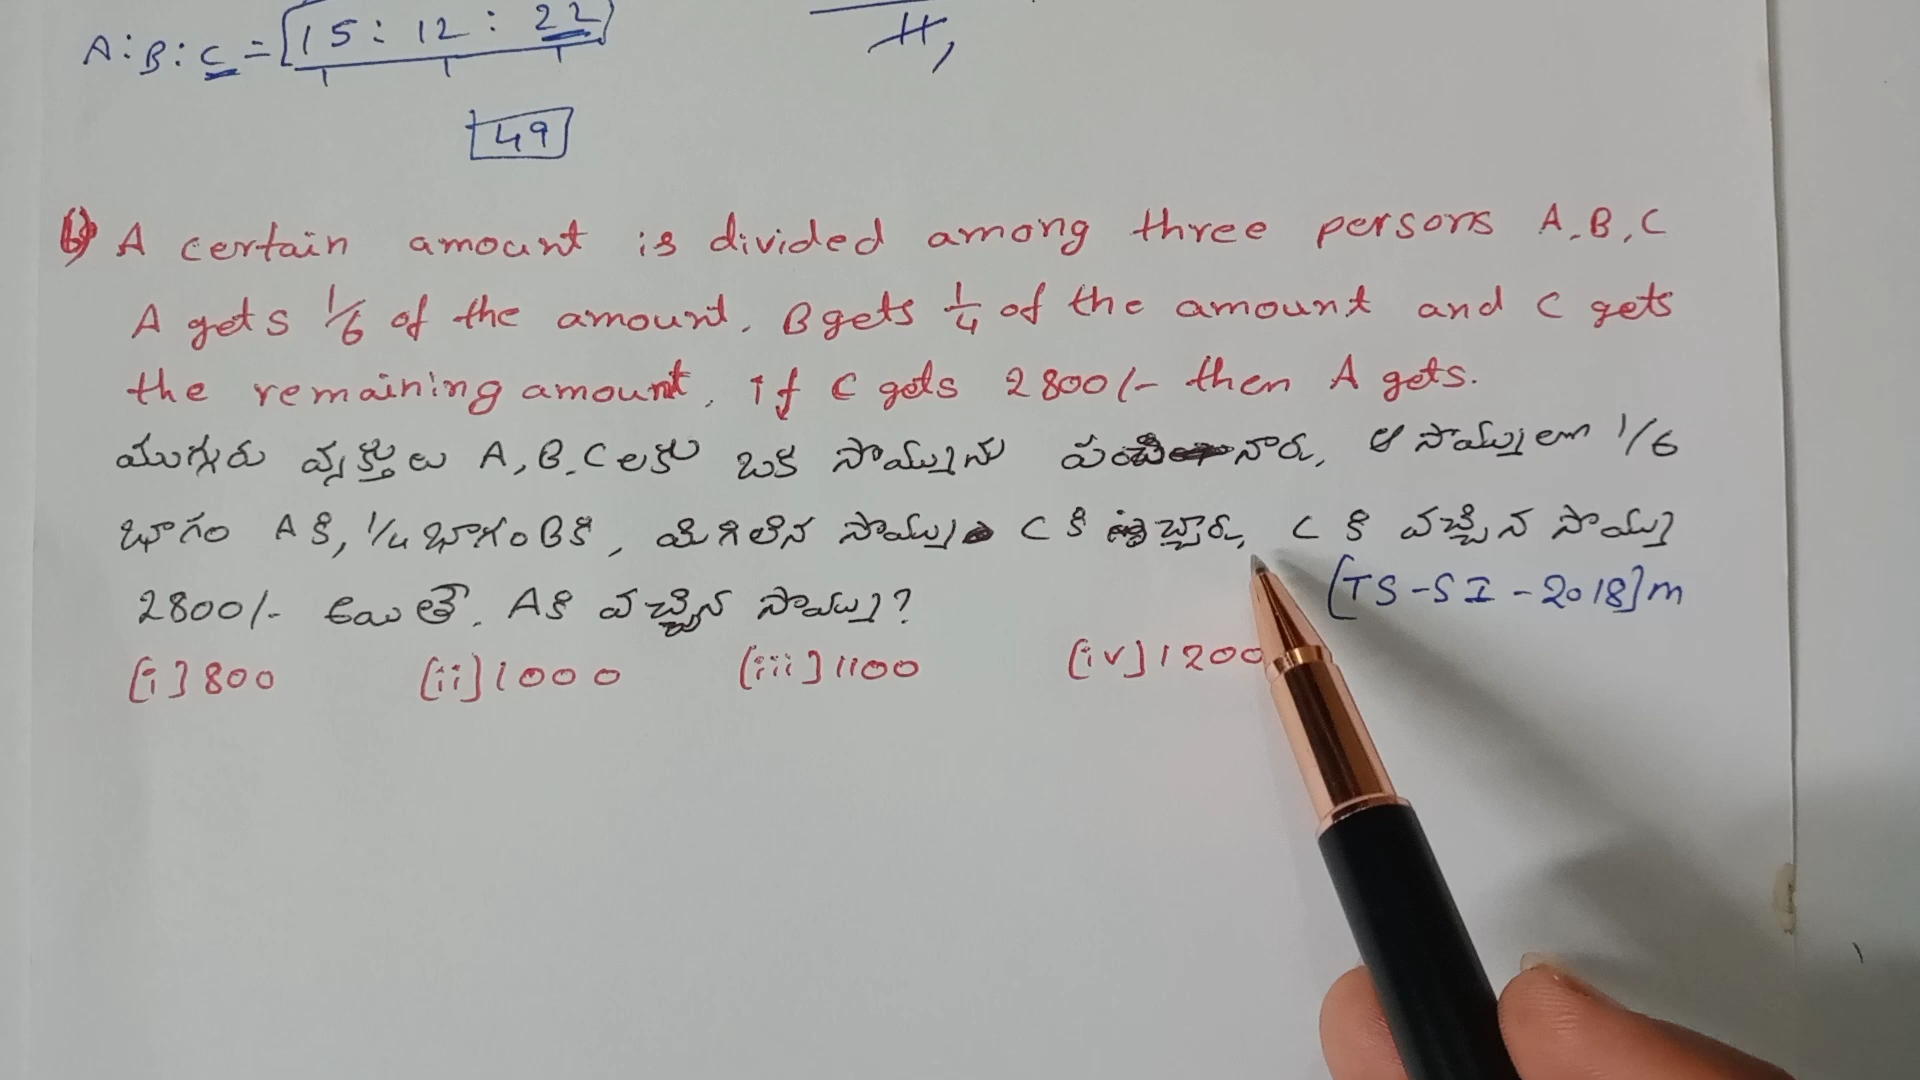 A:B:C = 15 : 12 : 22
49
6) A certain amount is divided among three persons A, B, C
A gets 1/6 of the amount, B gets 1/4 of the amount and C gets
the remaining amount, if C gets 2800/- then A gets.
ముగ్గురు వ్యక్తులు A, B, C లకు ఒక సొమ్మును పంచినారు, ఆ సొమ్ములో 1/6
భాగం A కి, 1/4 భాగం B కి, మిగిలిన సొమ్ము C కి ఇచ్చారు, C కి వచ్చిన సొమ్ము
2800/- అయితే. A కి వచ్చిన సొమ్ము?
[TS-SI-2018] m
[i] 800 [ii] 1000 [iii] 1100 [iv] 1200